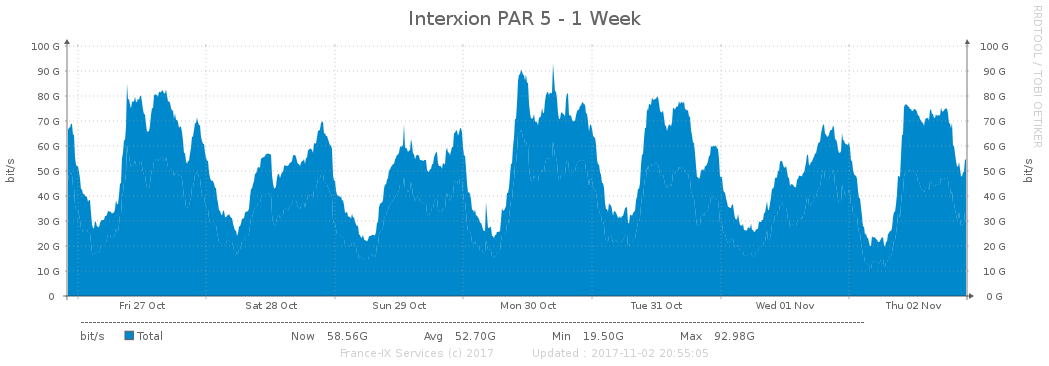 Interxion PAR 5 - 1 Week
RRDTOOL / TOBI OETIKER
100 G 100 G
90 G 90 G
80 G 80 G
70 G 70 G
60 G 60 G
50 G 50 G
40 G 40 G
30 G 30 G
20 G 20 G
10 G 10 G
0 0 G
bit/s bit/s
Fri 27 Oct Sat 28 Oct Sun 29 Oct Mon 30 Oct Tue 31 Oct Wed 01 Nov Thu 02 Nov
bit/s Total Now 58.56G Avg 52.70G Min 19.50G Max 92.98G
France-IX Services (c) 2017 Updated : 2017-11-02 20:55:05